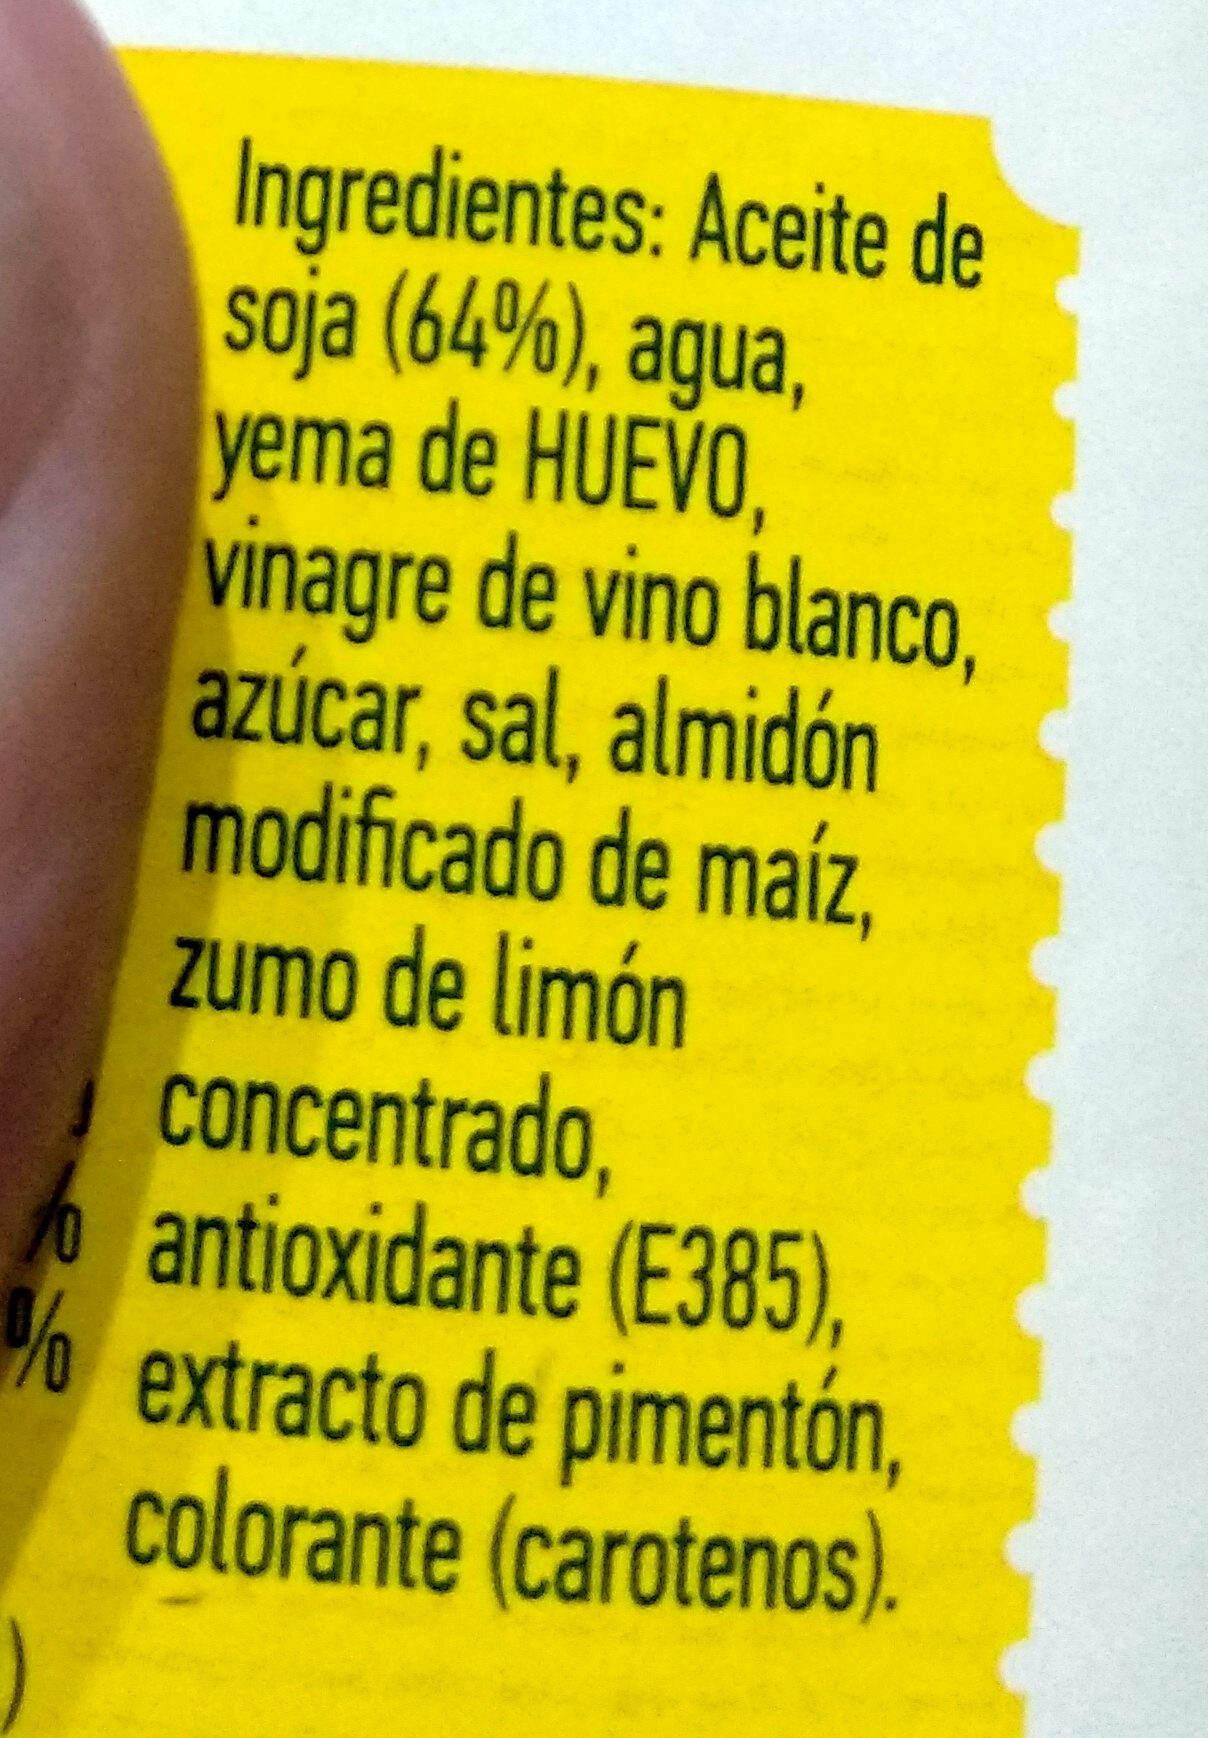 Ingredientes: Aceite de
soja (64%), agua,
yema de HUEVO,
vinagre de vino blanco,
azúcar, sal, almidón
modificado de maíz,
zumo de limón
concentrado,
antioxidante (E385),
extracto de pimentón,
colorante (carotenos).
%
%
)